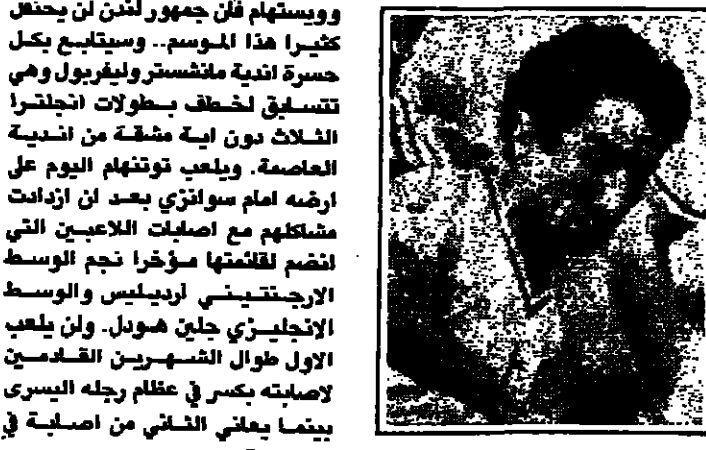 وويستهام فان جمهور لندن لن يحتفل
كثيرا هذا الموسم.. وسيتابع بكل
حسرة اندية مانشستر وليفربول وهي
تتسابق لخطف بطولات انجلترا
الثلاث دون اية مشقة من اندية
العاصمة. ويلعب توتنهام اليوم على
ارضه امام سوانزي بعد ان ازدادت
مشاكلهم مع اصابات اللاعبين التي
انضم لقائمتها مؤخرا نجم الوسط
الارجنتيني ارديليس والوسط
الانجليزي جلين هودل. ولن يلعب
الاول طوال الشهرين القادمين
لاصابته بكسر في عظام رجله اليسرى
بينما يعاني الثاني من اصابة في